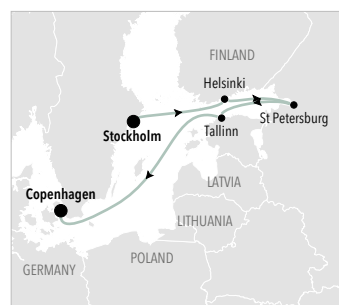 FINLAND
Helsinki
St Petersburg
Stockholm
Tallinn
LATVIA
Copenhagen
LITHUANIA
POLAND
GERMANY